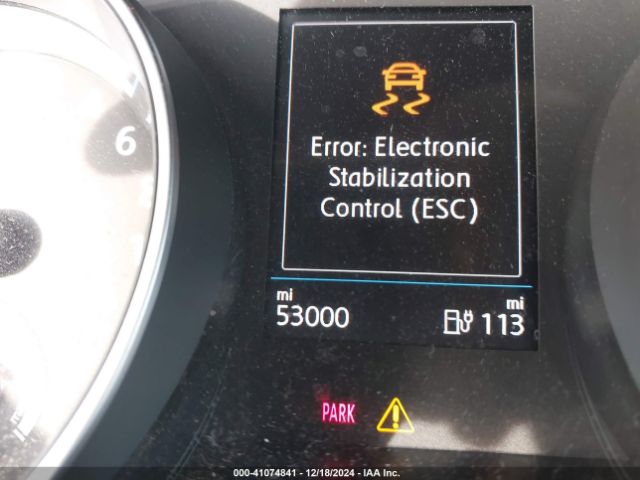 6
Error: Electronic
Stabilization
Control (ESC)
mi
53000
mi
113
PARK
000-41074841 - 12/18/2024 - IAA Inc.